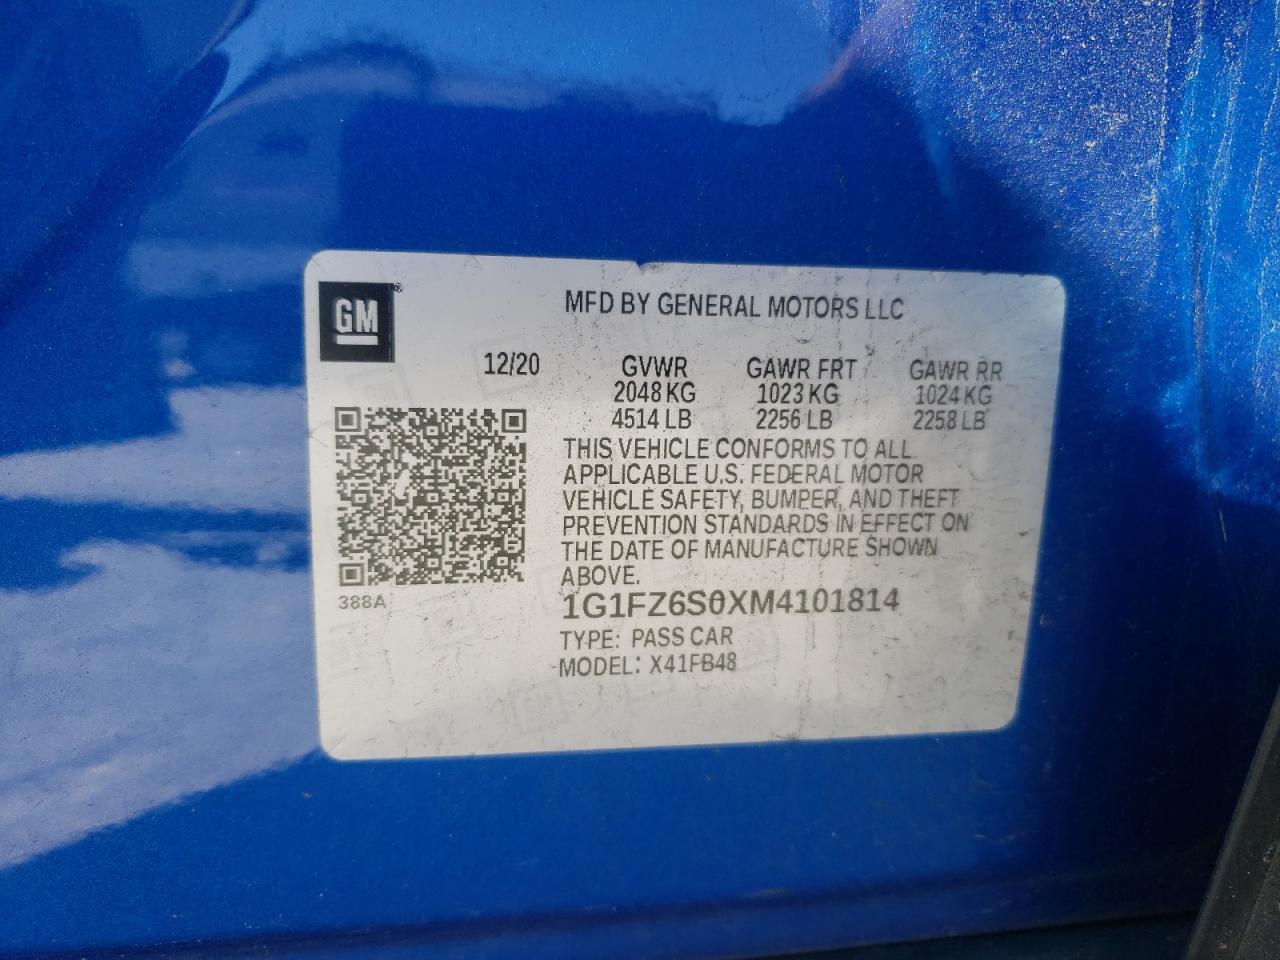 GM®
MFD BY GENERAL MOTORS LLC
12/20 GVWR GAWR FRT GAWR RR
2048 KG 1023 KG 1024 KG
4514 LB 2256 LB 2258 LB
THIS VEHICLE CONFORMS TO ALL
APPLICABLE U.S. FEDERAL MOTOR
VEHICLE SAFETY, BUMPER, AND THEFT
PREVENTION STANDARDS IN EFFECT ON
THE DATE OF MANUFACTURE SHOWN
ABOVE.
388A
1G1FZ6S0XM4101814
TYPE: PASS CAR
MODEL: X41FB48